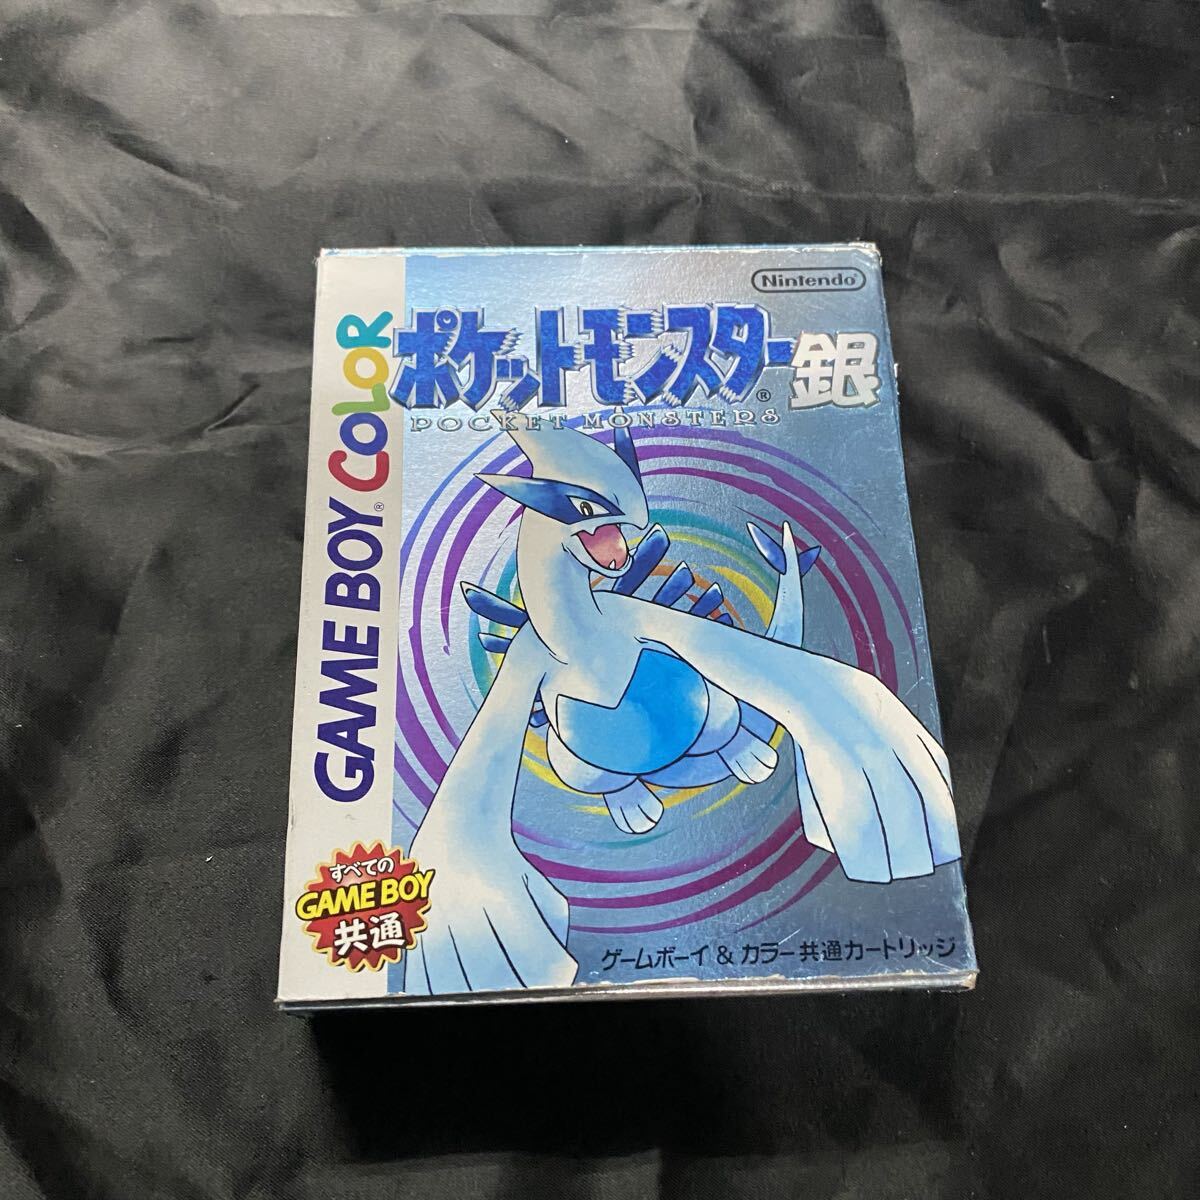 Nintendo
ポケットモンスター銀
®
POCKET MONSTERS
GAME BOY® COLOR
すべての
GAME BOY
共通
ゲームボーイ & カラー共通カートリッジ